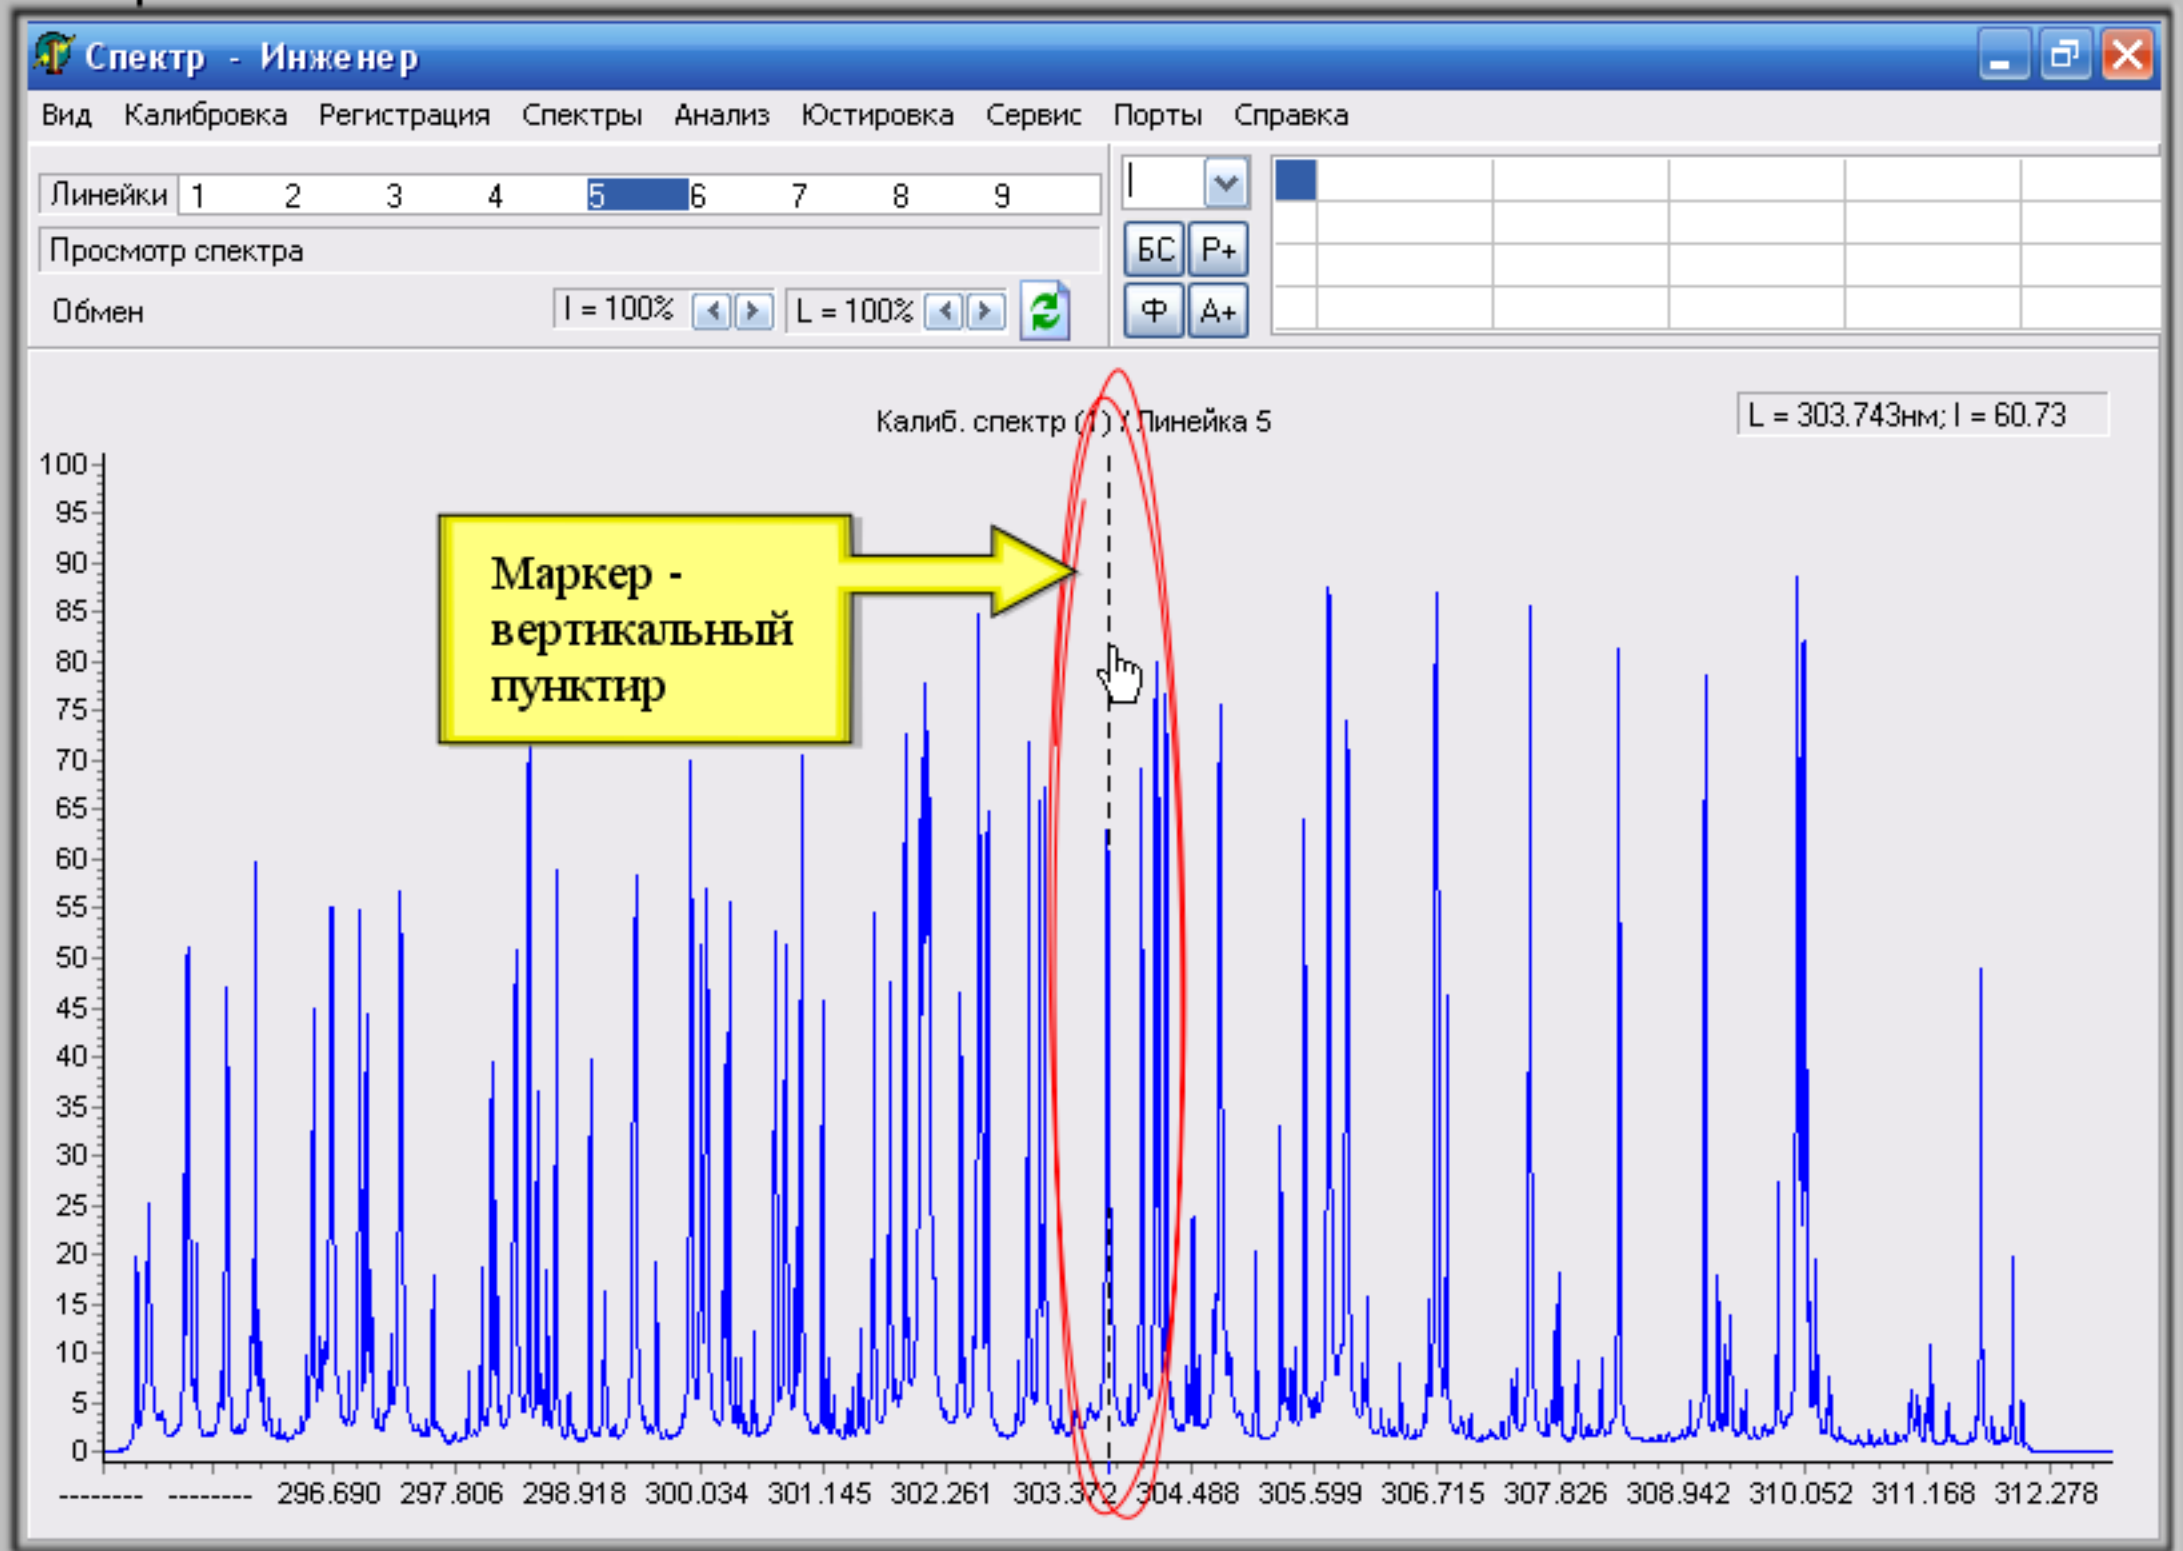 Спектр - Инженер
Вид Калибровка Регистрация Спектры Анализ Юстировка Сервис Порты Справка
Линейки 1 2 3 4 5 6 7 8 9
Просмотр спектра
БС Р+
Обмен I = 100% L = 100%
Ф А+
Калиб. спектр (1) / Линейка 5
L = 303.743нм; I = 60.73
Маркер -
вертикальный
пунктир
100
95
90
85
80
75
70
65
60
55
50
45
40
35
30
25
20
15
10
5
0
-------- -------- 296.690 297.806 298.918 300.034 301.145 302.261 304.488 305.599 306.715 307.826 308.942 310.052 311.168 312.278